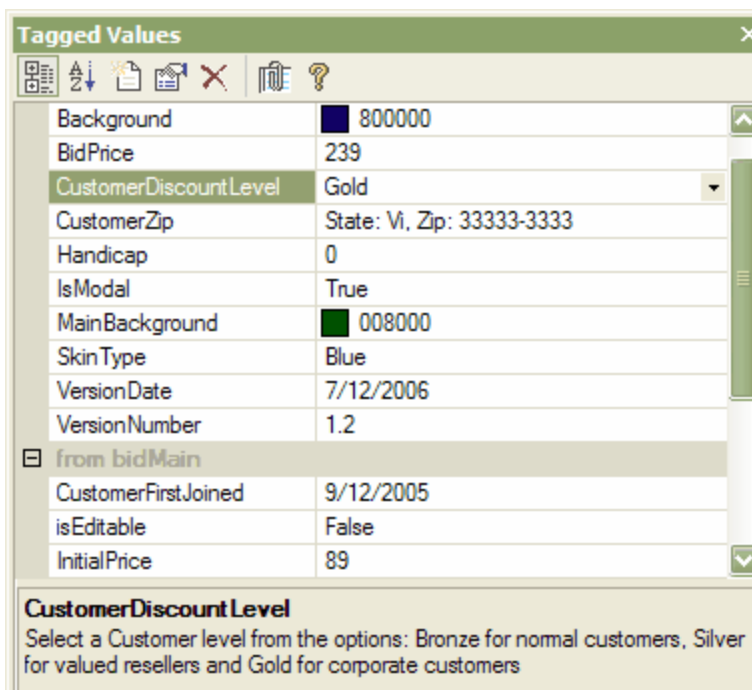 Tagged Values
Background 800000
BidPrice 239
CustomerDiscountLevel Gold
CustomerZip State: Vi, Zip: 33333-3333
Handicap 0
IsModal True
MainBackground 008000
SkinType Blue
VersionDate 7/12/2006
VersionNumber 1.2
from bidMain
CustomerFirstJoined 9/12/2005
isEditable False
InitialPrice 89
CustomerDiscountLevel
Select a Customer level from the options: Bronze for normal customers, Silver
for valued resellers and Gold for corporate customers